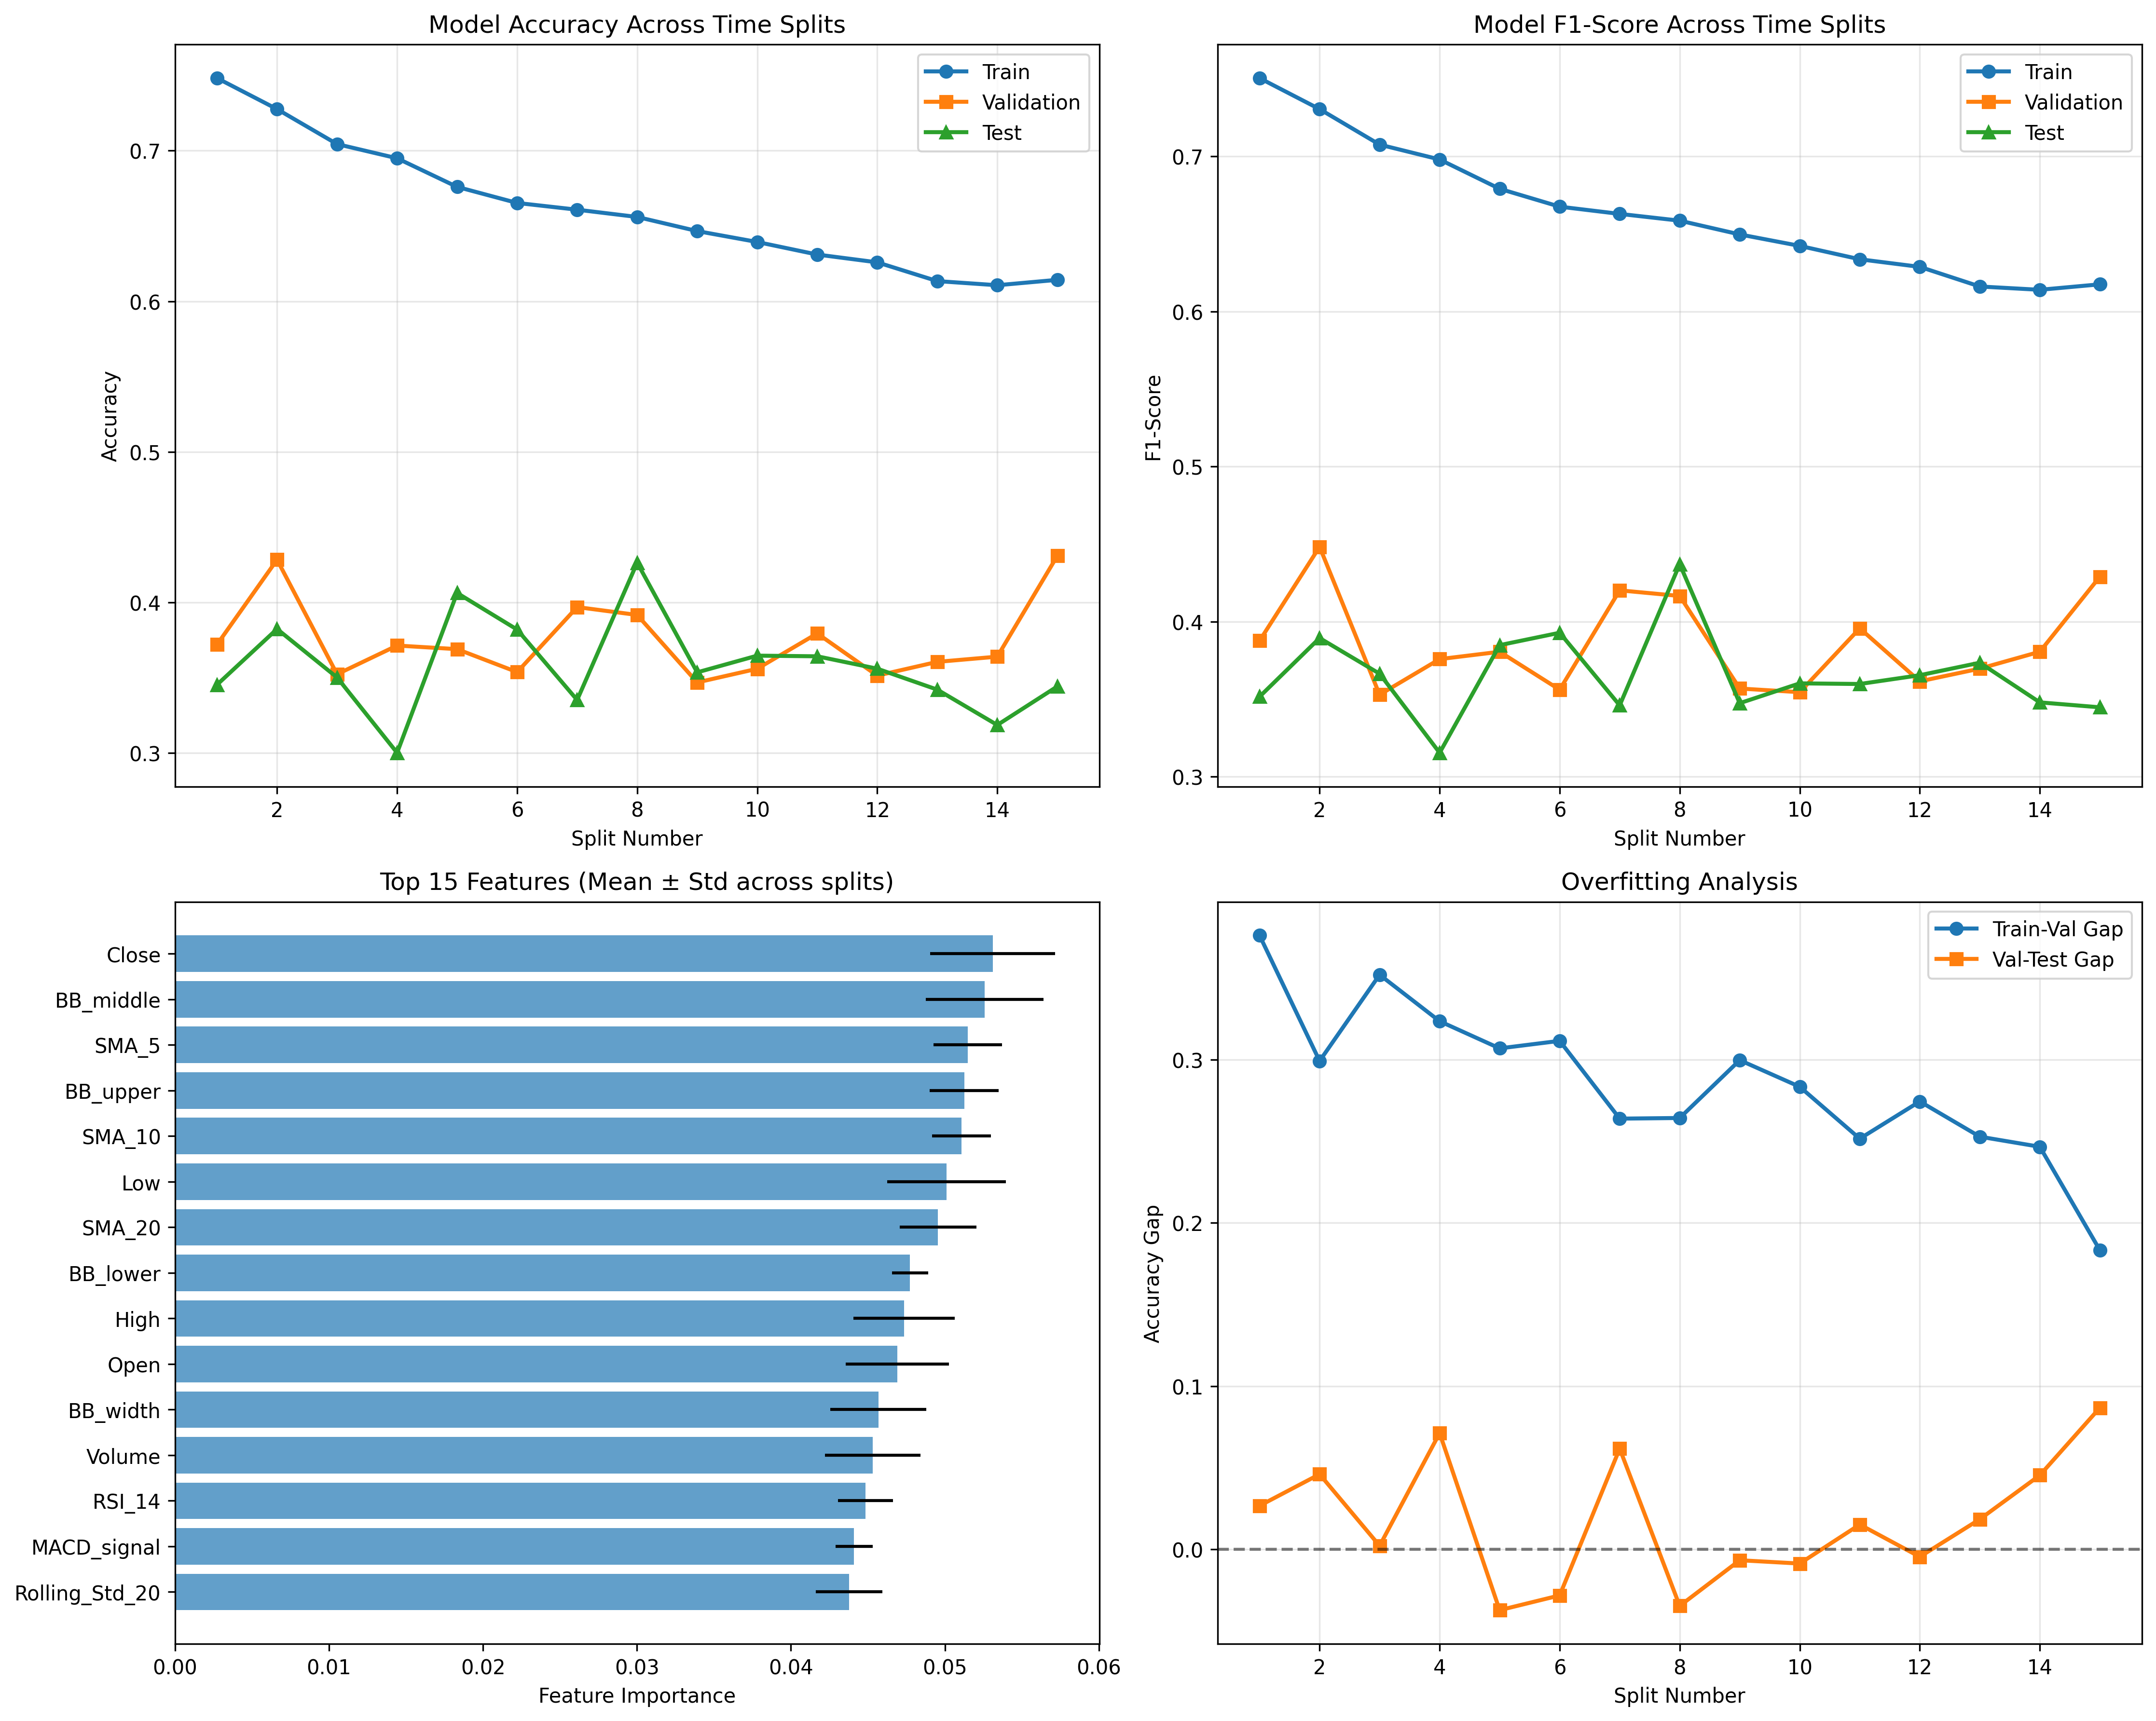 Model Accuracy Across Time Splits
Train
Validation
Test
0.7
0.6
0.5
0.4
0.3
Accuracy
2 4 6 8 10 12 14
Split Number
Model F1-Score Across Time Splits
Train
Validation
Test
0.7
0.6
0.5
0.4
0.3
F1-Score
2 4 6 8 10 12 14
Split Number
Top 15 Features (Mean ± Std across splits)
Close
BB_middle
SMA_5
BB_upper
SMA_10
Low
SMA_20
BB_lower
High
Open
BB_width
Volume
RSI_14
MACD_signal
Rolling_Std_20
0.00 0.01 0.02 0.03 0.04 0.05 0.06
Feature Importance
Overfitting Analysis
Train-Val Gap
Val-Test Gap
0.3
0.2
0.1
0.0
Accuracy Gap
2 4 6 8 10 12 14
Split Number